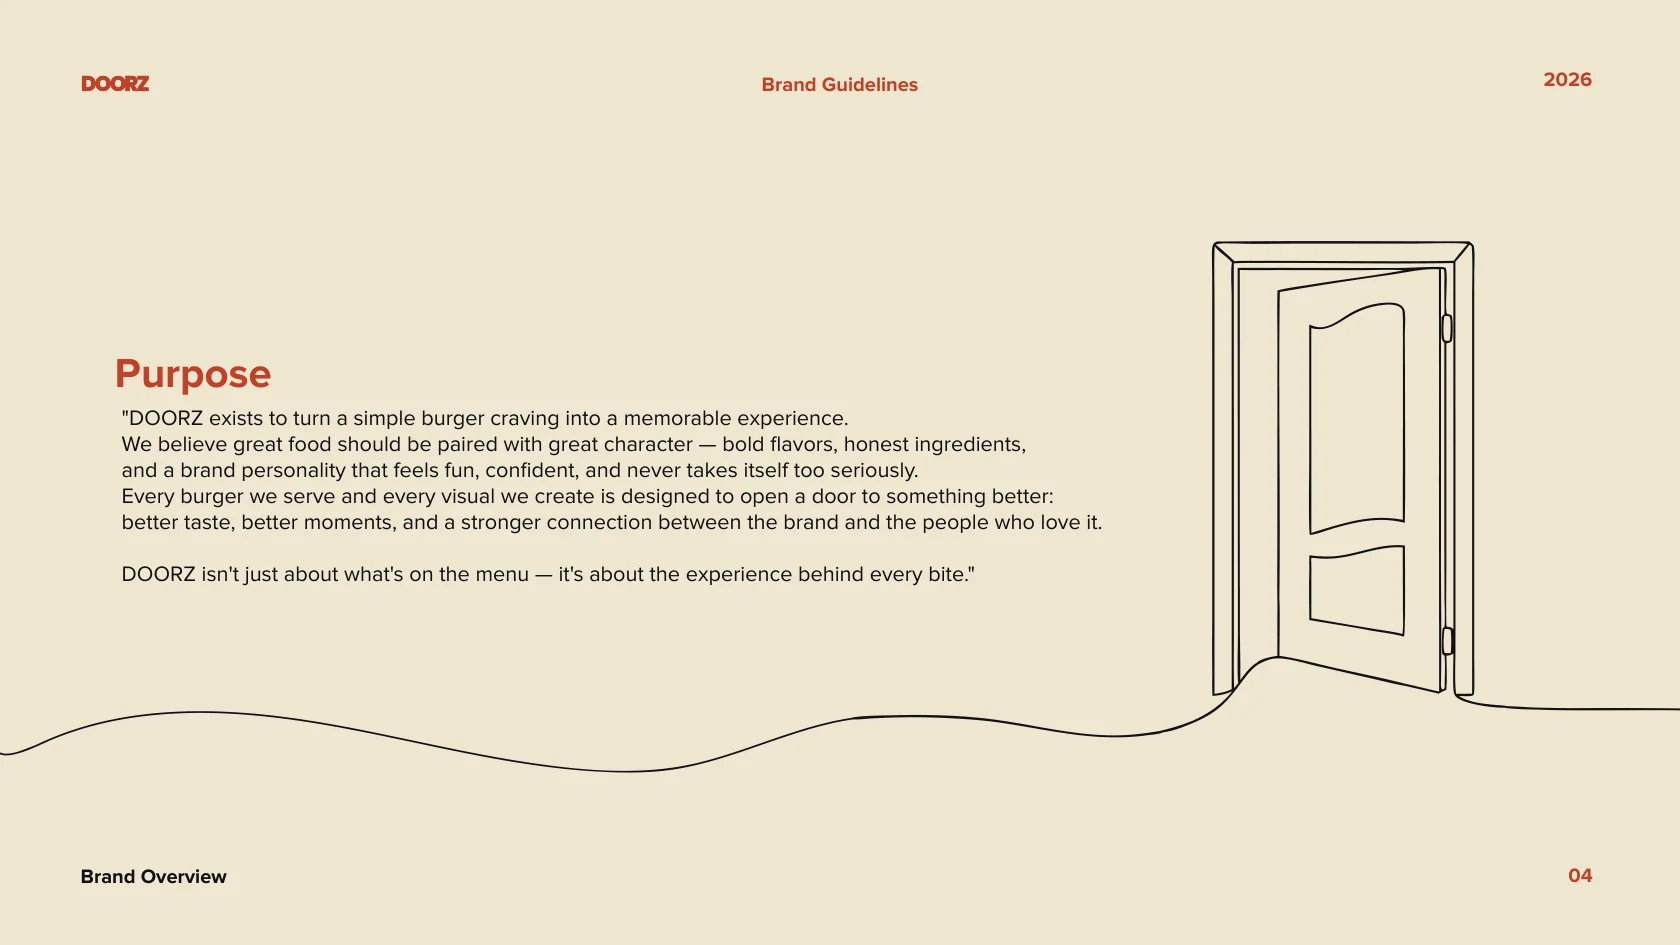 DOORZ
Brand Guidelines
2026
Purpose
"DOORZ exists to turn a simple burger craving into a memorable experience.
We believe great food should be paired with great character — bold flavors, honest ingredients,
and a brand personality that feels fun, confident, and never takes itself too seriously.
Every burger we serve and every visual we create is designed to open a door to something better:
better taste, better moments, and a stronger connection between the brand and the people who love it.
DOORZ isn't just about what's on the menu — it's about the experience behind every bite."
Brand Overview
04